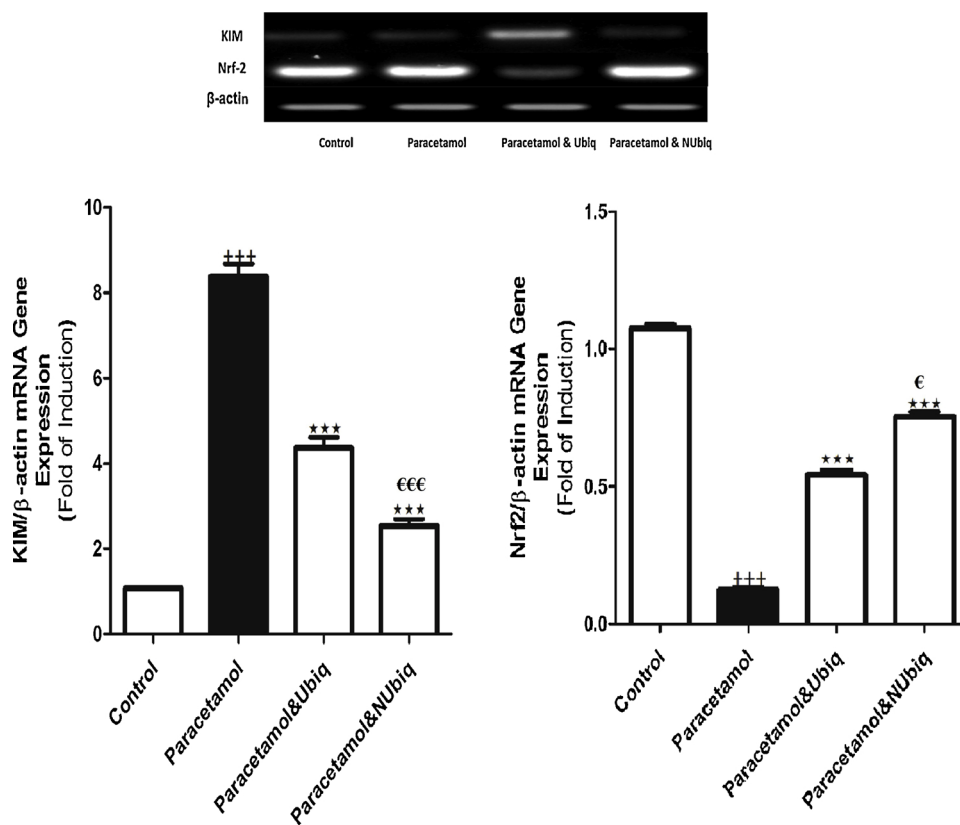 KIM
Nrf-2
β-actin
Control Paracetamol Paracetamol & Ubiq Paracetamol & NUbiq
KIM/β-actin mRNA Gene
Expression
(Fold of Induction)
10
8
6
4
2
0
‡‡‡
★★★
€€€
★★★
Control
Paracetamol
Paracetamol&Ubiq
Paracetamol&NUbiq
Nrf2/β-actin mRNA Gene
Expression
(Fold of Induction)
1.5
1.0
0.5
0.0
‡‡‡
★★★
€
★★★
Control
Paracetamol
Paracetamol&Ubiq
Paracetamol&NUbiq